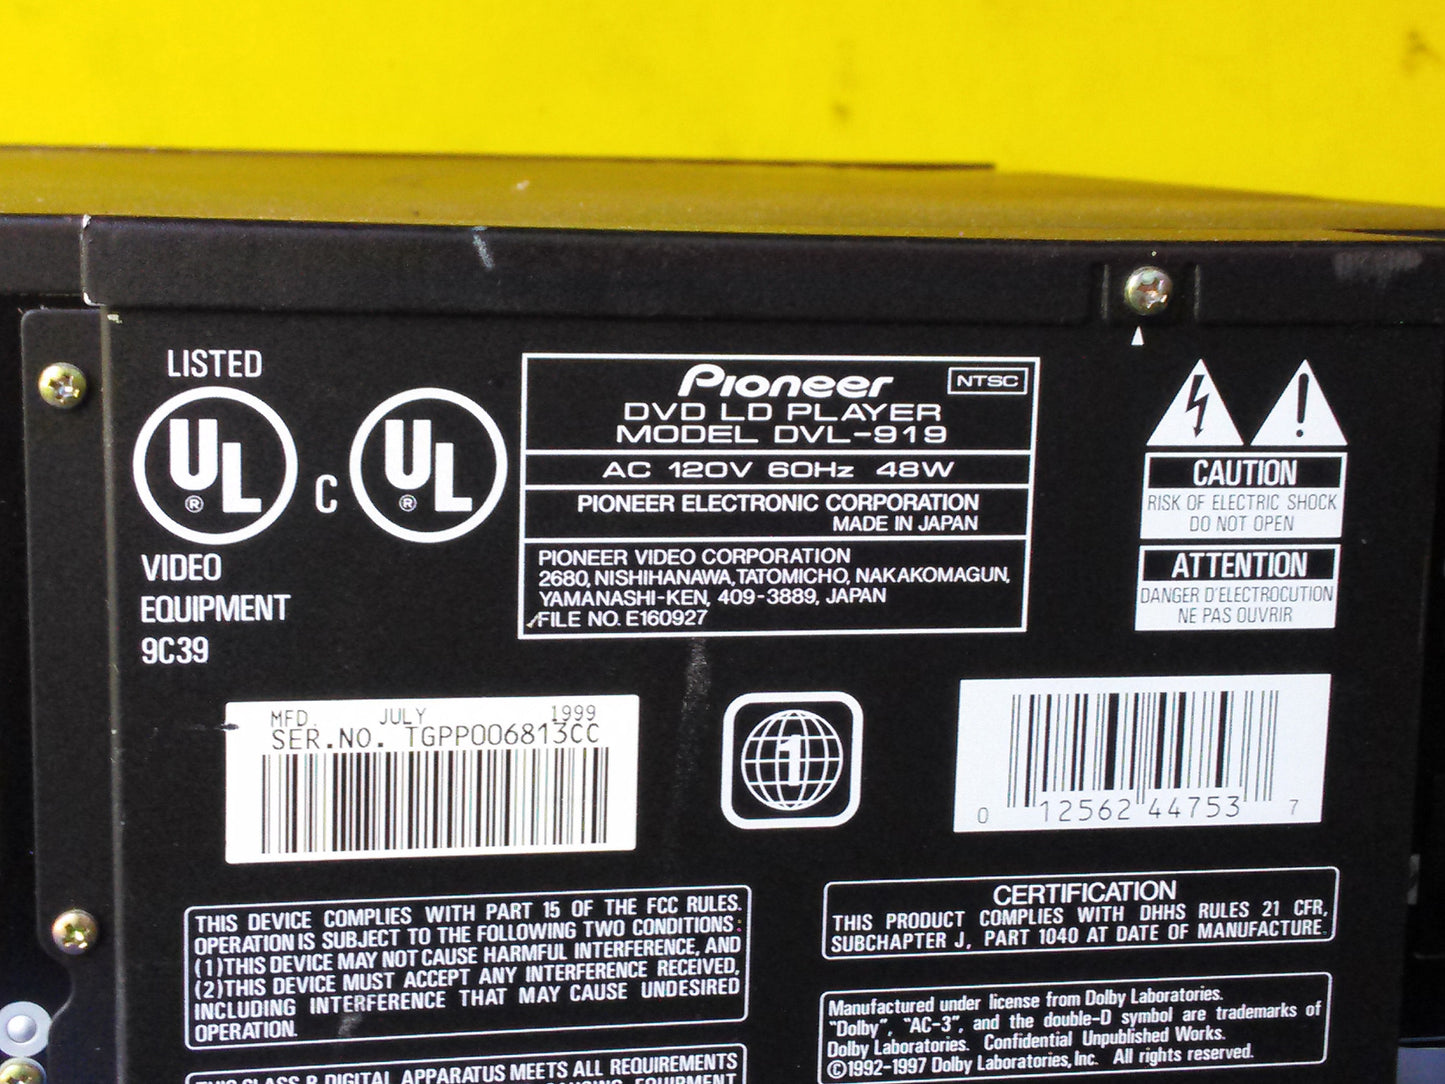 LISTED
UL
®
C
UL
®
VIDEO
EQUIPMENT
9C39
Pioneer
NTSC
DVD LD PLAYER
MODEL DVL-919
AC 120V 60Hz 48W
PIONEER ELECTRONIC CORPORATION
MADE IN JAPAN
PIONEER VIDEO CORPORATION
2680, NISHIHANAWA, TATOMICHO, NAKAKOMAGUN,
YAMANASHI-KEN, 409-3889, JAPAN
FILE NO. E160927
CAUTION
RISK OF ELECTRIC SHOCK
DO NOT OPEN
ATTENTION
DANGER D'ELECTROCUTION
NE PAS OUVRIR
MFD. JULY 1999
SER.NO. TGPP006813CC
1
0 12562 44753 7
THIS DEVICE COMPLIES WITH PART 15 OF THE FCC RULES.
OPERATION IS SUBJECT TO THE FOLLOWING TWO CONDITIONS:
(1)THIS DEVICE MAY NOT CAUSE HARMFUL INTERFERENCE, AND
(2)THIS DEVICE MUST ACCEPT ANY INTERFERENCE RECEIVED,
INCLUDING INTERFERENCE THAT MAY CAUSE UNDESIRED
OPERATION.
CERTIFICATION
THIS PRODUCT COMPLIES WITH DHHS RULES 21 CFR,
SUBCHAPTER J, PART 1040 AT DATE OF MANUFACTURE.
Manufactured under license from Dolby Laboratories.
"Dolby", "AC-3", and the double-D symbol are trademarks of
Dolby Laboratories. Confidential Unpublished Works.
©1992-1997 Dolby Laboratories, Inc. All rights reserved.
THIS CLASS B DIGITAL APPARATUS MEETS ALL REQUIREMENTS
EQUIPMENT